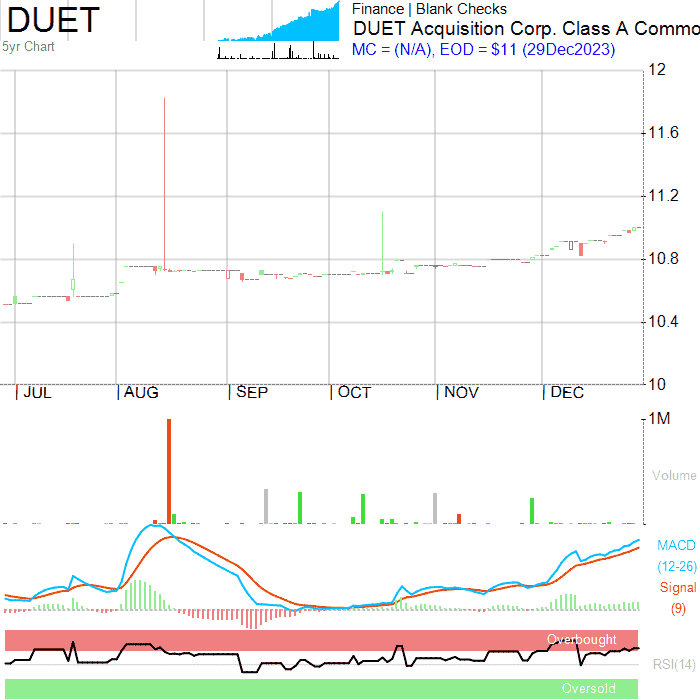 DUET
5yr Chart
Finance | Blank Checks
DUET Acquisition Corp. Class A Commo
MC = (N/A), EOD = $11 (29Dec2023)
12
11.6
11.2
10.8
10.4
10
JUL AUG SEP OCT NOV DEC
1M
Volume
MACD
(12-26)
Signal
(9)
Overbought
RSI(14)
Oversold